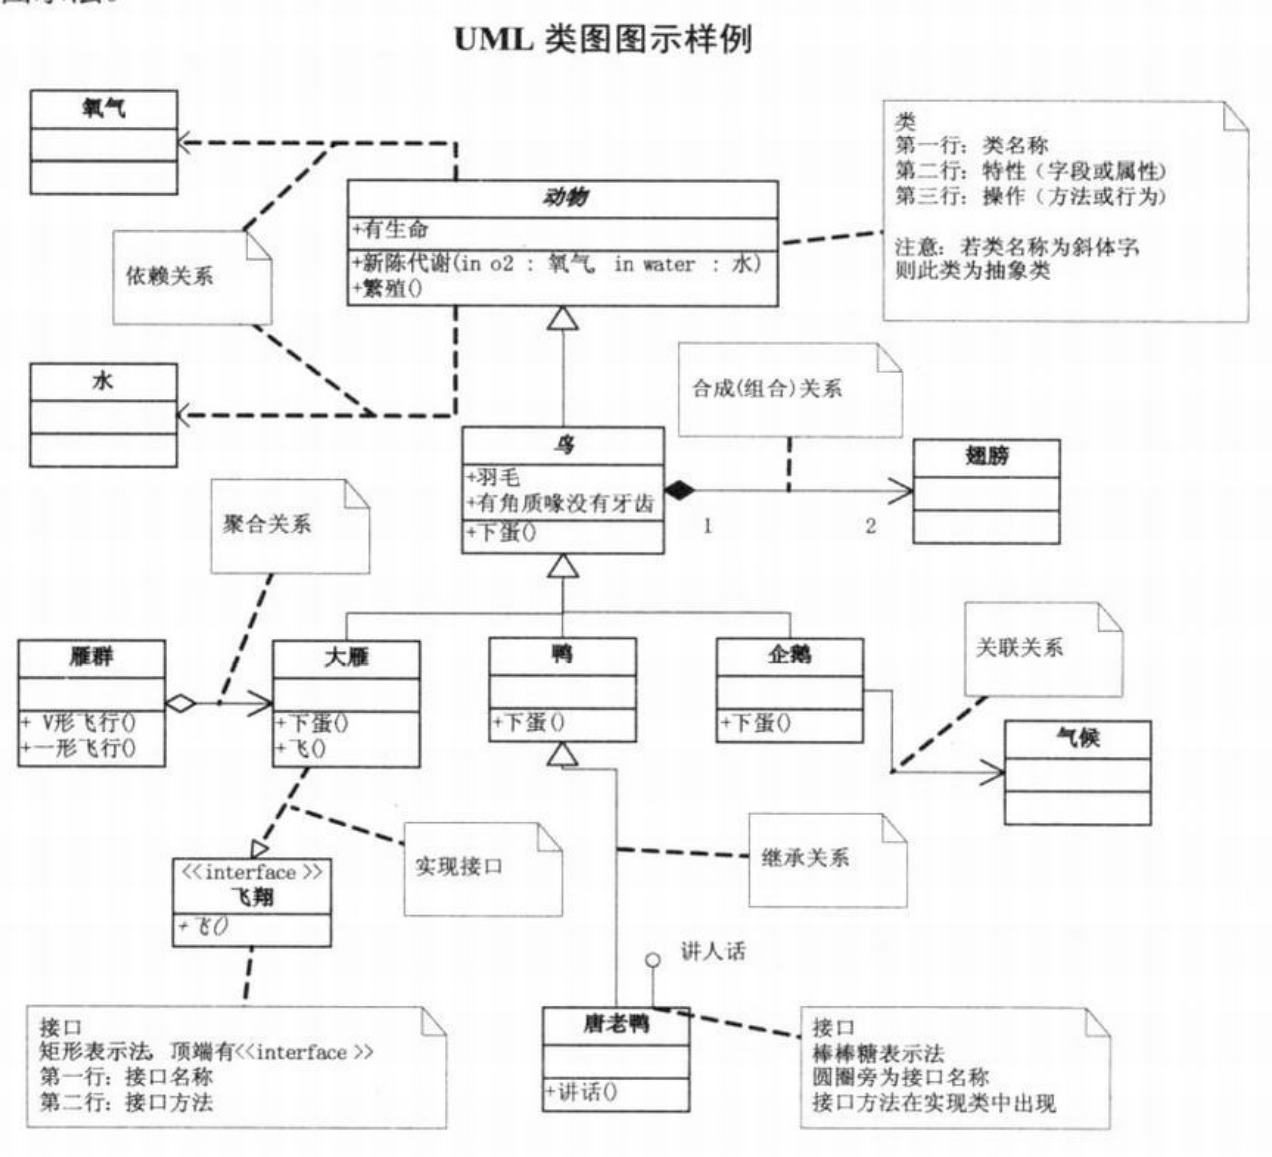 UML 类图图示样例
氧气
类
第一行：类名称
第二行：特性（字段或属性）
第三行：操作（方法或行为）
注意：若类名称为斜体字，
则此类为抽象类
动物
+有生命
+新陈代谢(in o2 : 氧气, in water : 水)
+繁殖()
依赖关系
水
合成(组合)关系
鸟
+羽毛
+有角质喙没有牙齿
+下蛋()
1
2
翅膀
聚合关系
雁群
+ V形飞行()
+一形飞行()
大雁
+下蛋()
+飞()
鸭
+下蛋()
企鹅
+下蛋()
关联关系
气候
<<interface >>
飞翔
+飞()
实现接口
继承关系
讲人话
唐老鸭
+讲话()
接口
矩形表示法，顶端有<<interface >>
第一行：接口名称
第二行：接口方法
接口
棒棒糖表示法
圆圈旁为接口名称
接口方法在实现类中出现